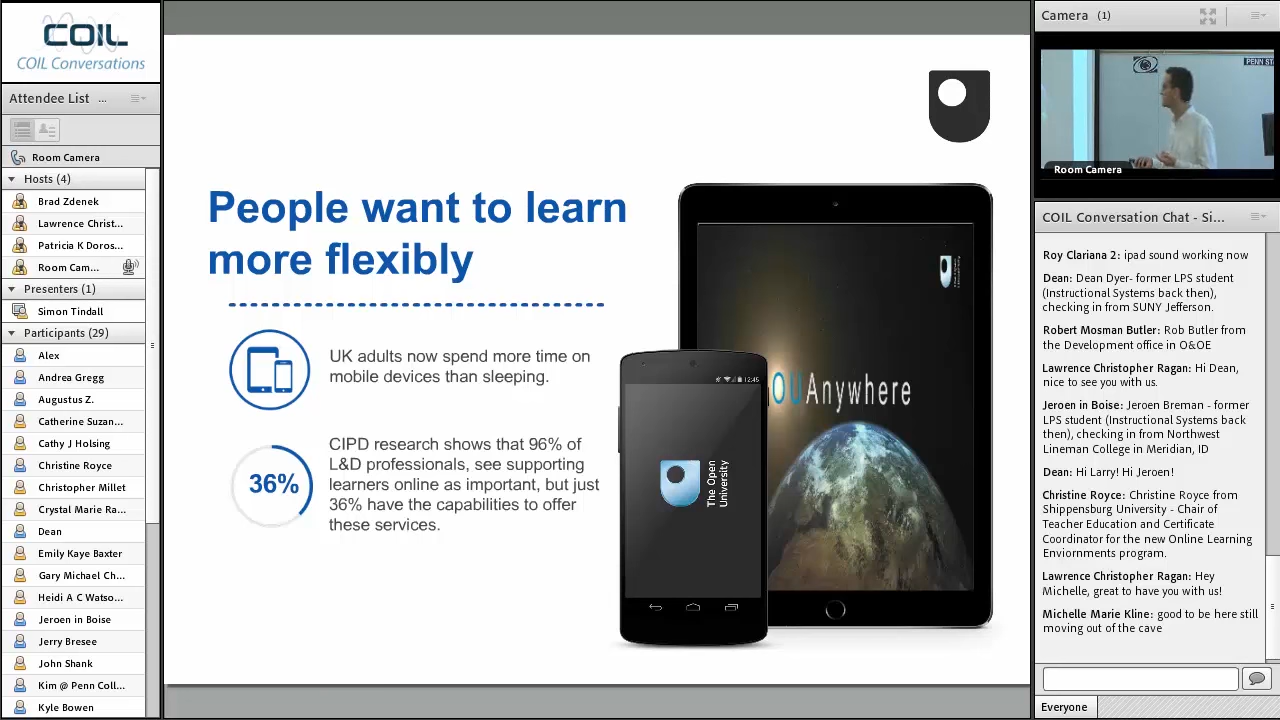 COIL
COIL Conversations
Attendee List ...
Room Camera
Hosts (4)
Brad Zdenek
Lawrence Christ...
Patricia K Doros...
Room Cam...
Presenters (1)
Simon Tindall
Participants (29)
Alex
Andrea Gregg
Augustus Z.
Catherine Suzan...
Cathy J Holsing
Christine Royce
Christopher Millet
Crystal Marie Ra...
Dean
Emily Kaye Baxter
Gary Michael Ch...
Heidi A C Watso...
Jeroen in Boise
Jerry Bresee
John Shank
Kim @ Penn Coll...
Kyle Bowen
People want to learn
more flexibly
UK adults now spend more time on
mobile devices than sleeping.
36%
CIPD research shows that 96% of
L&D professionals, see supporting
learners online as important, but just
36% have the capabilities to offer
these services.
12:45
The Open
University
OUAnywhere
Camera (1)
PENN ST
Room Camera
COIL Conversation Chat - Si...
Roy Clariana 2: ipad sound working now
Dean: Dean Dyer- former LPS student
(Instructional Systems back then),
checking in from SUNY Jefferson.
Robert Mosman Butler: Rob Butler from
the Development office in O&OE
Lawrence Christopher Ragan: Hi Dean,
nice to see you with us.
Jeroen in Boise: Jeroen Breman - former
LPS student (Instructional Systems back
then), checking in from Northwest
Lineman College in Meridian, ID
Dean: Hi Larry! Hi Jeroen!
Christine Royce: Christine Royce from
Shippensburg University - Chair of
Teacher Education and Certificate
Coordinator for the new Online Learning
Enviornments program.
Lawrence Christopher Ragan: Hey
Michelle, great to have you with us!
Michelle Marie Kline: good to be here still
moving out of the cave
Everyone